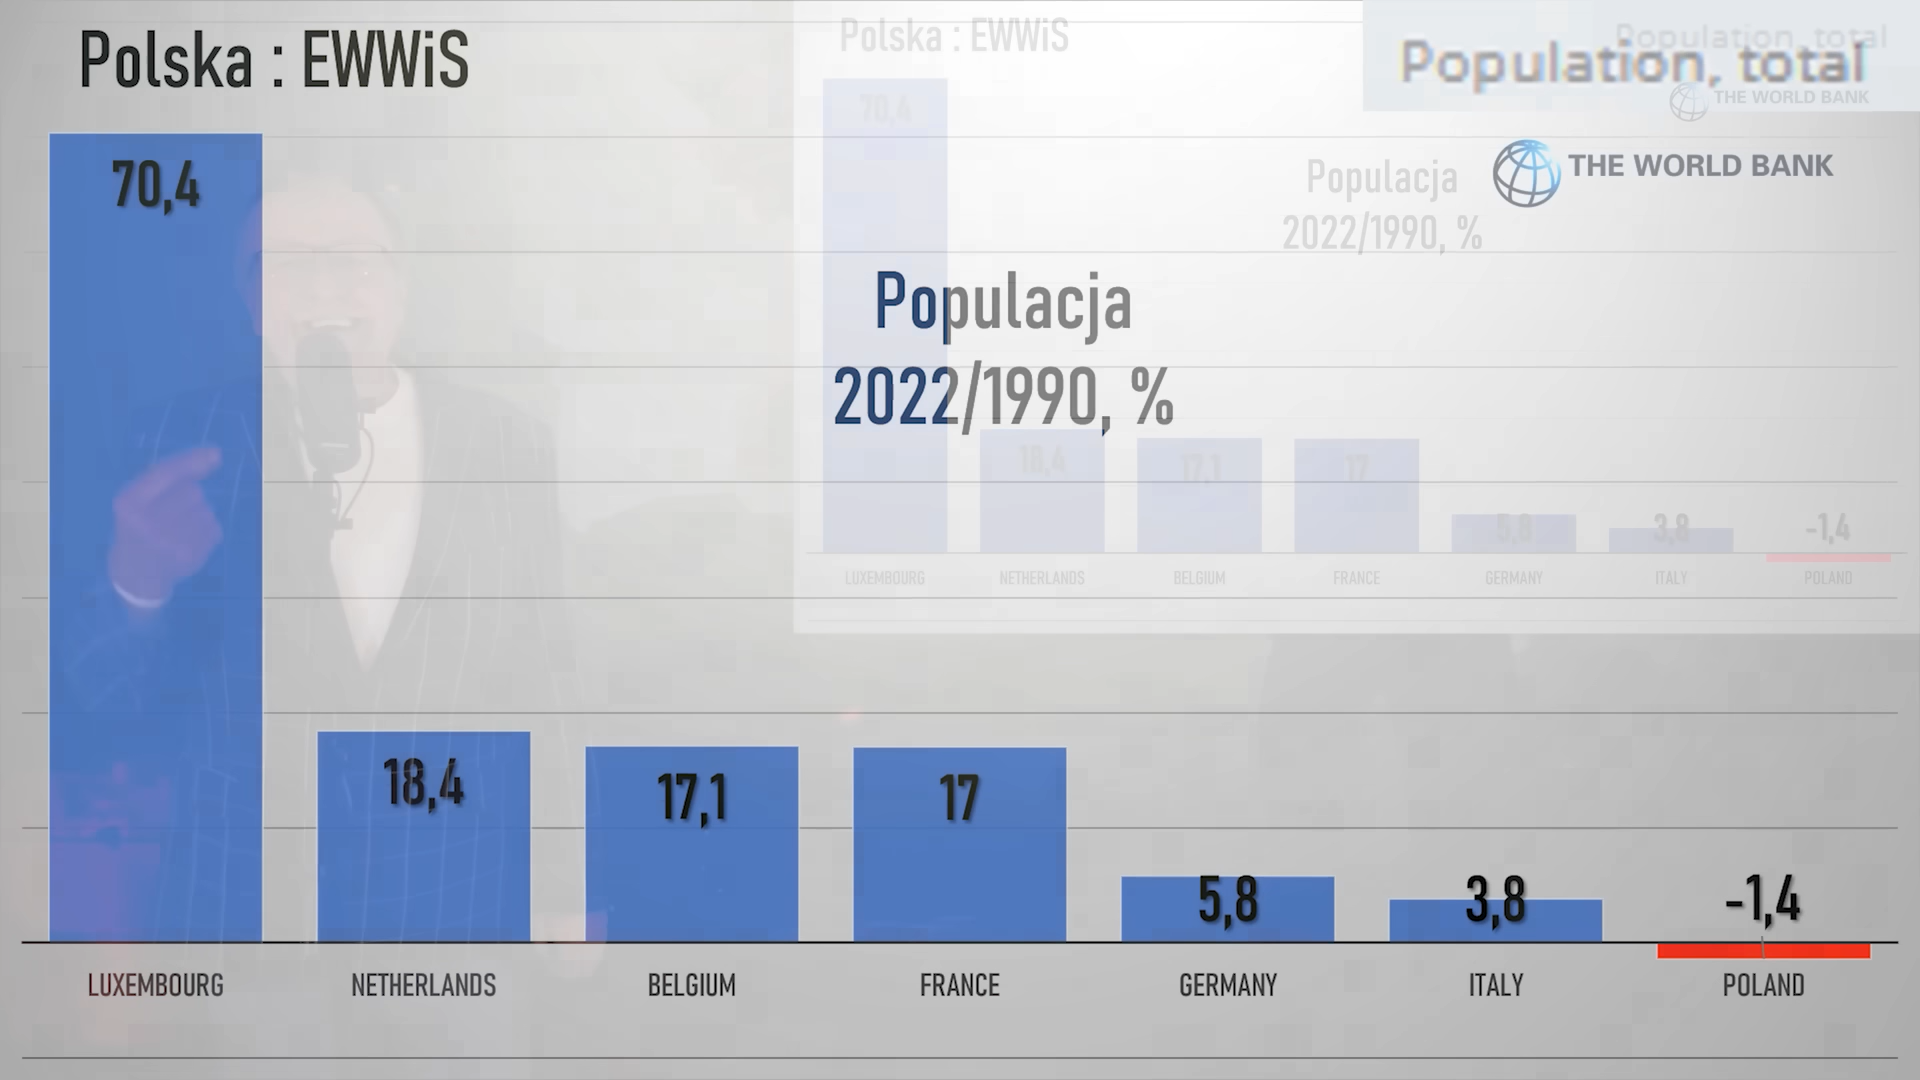 Polska : EWWiS
Polska : EWWiS
Population, total
Population, total
THE WORLD BANK
THE WORLD BANK
70,4
70,4
Populacja
2022/1990, %
Populacja
2022/1990, %
18,4
17,1
17
5,8
3,8
-1,4
LUXEMBOURG
NETHERLANDS
BELGIUM
FRANCE
GERMANY
ITALY
POLAND
18,4
17,1
17
5,8
3,8
-1,4
LUXEMBOURG
NETHERLANDS
BELGIUM
FRANCE
GERMANY
ITALY
POLAND